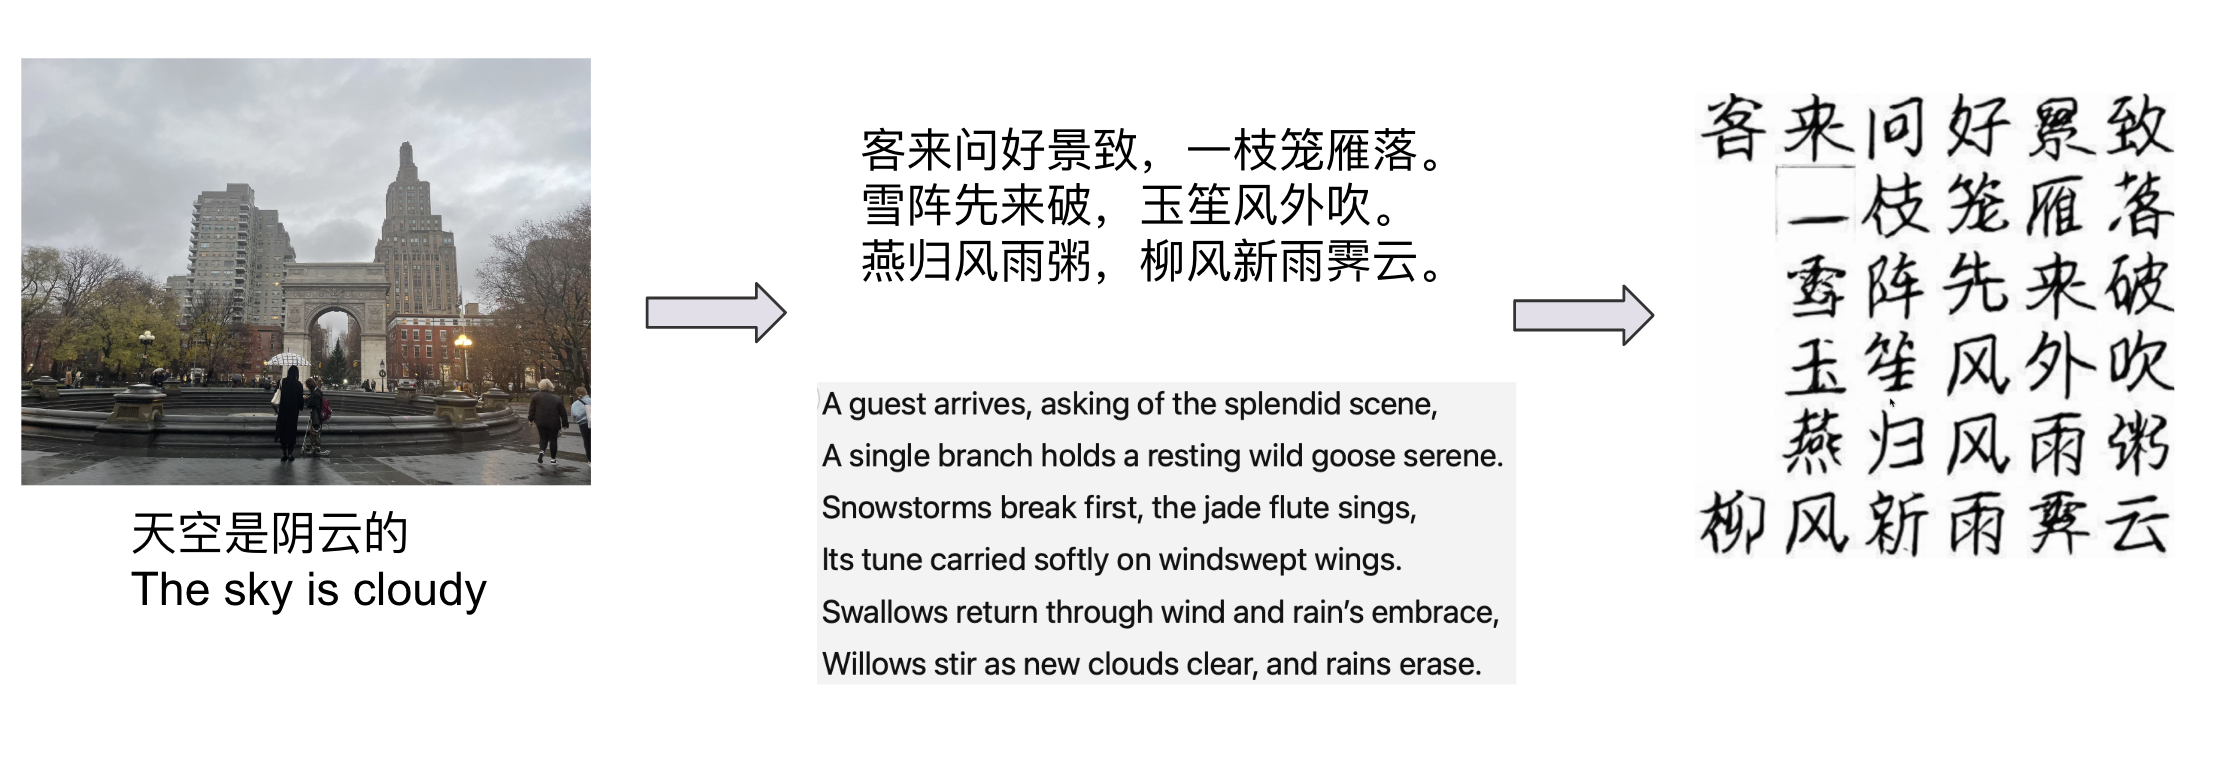 天空是阴云的
The sky is cloudy
客来问好景致，一枝笼雁落。
雪阵先来破，玉笙风外吹。
燕归风雨粥，柳风新雨霁云。
A guest arrives, asking of the splendid scene,
A single branch holds a resting wild goose serene.
Snowstorms break first, the jade flute sings,
Its tune carried softly on windswept wings.
Swallows return through wind and rain’s embrace,
Willows stir as new clouds clear, and rains erase.
客来问好景致
一枝笼雁落
雪阵先来破
玉笙风外吹
燕归风雨粥
柳风新雨霁云